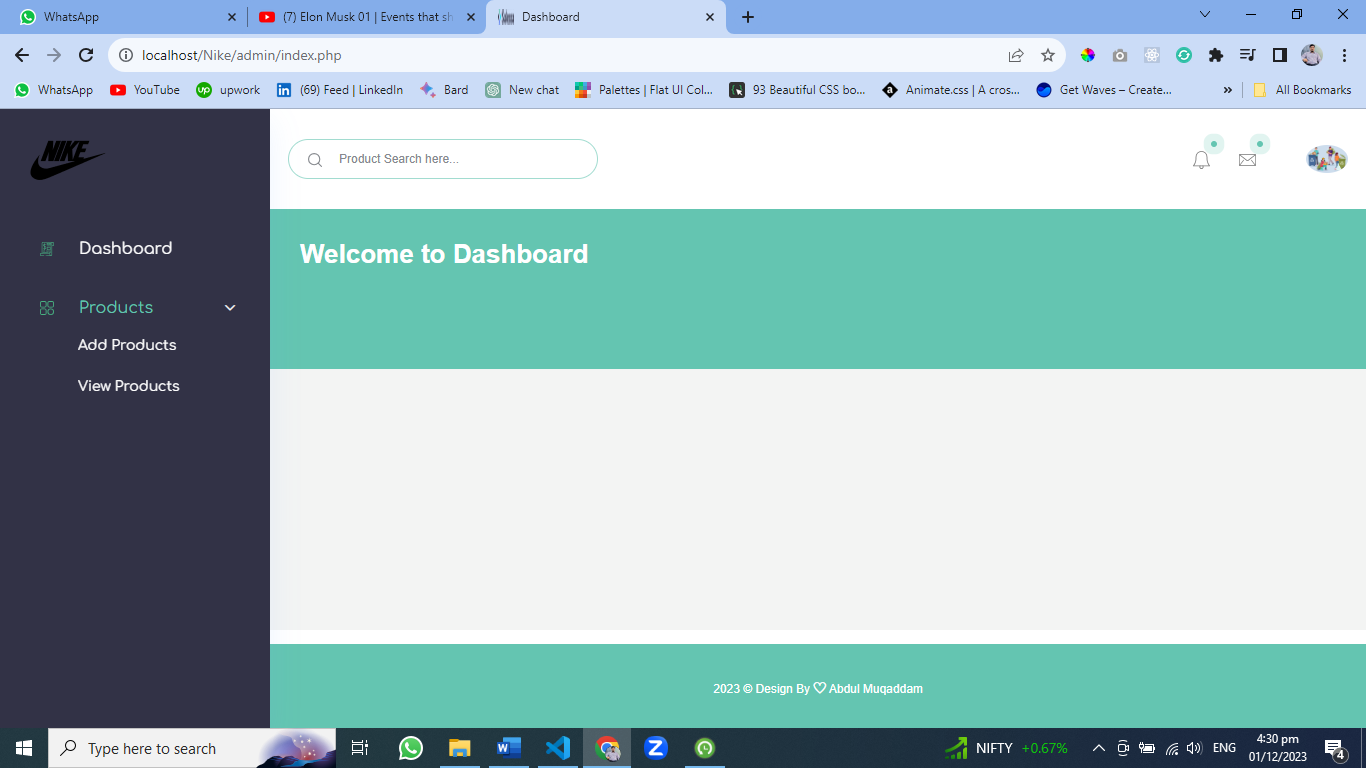 WhatsApp
(7) Elon Musk 01 | Events that sh
Dashboard
localhost/Nike/admin/index.php
WhatsApp
YouTube
up upwork
in (69) Feed | LinkedIn
Bard
New chat
Palettes | Flat UI Col...
93 Beautiful CSS bo...
a Animate.css | A cros...
Get Waves – Create...
»
All Bookmarks
NIKE
Product Search here...
Dashboard
Products
Add Products
View Products
Welcome to Dashboard
2023 © Design By ♡ Abdul Muqaddam
Type here to search
W
Z
NIFTY +0.67%
ENG
4:30 pm
01/12/2023
4